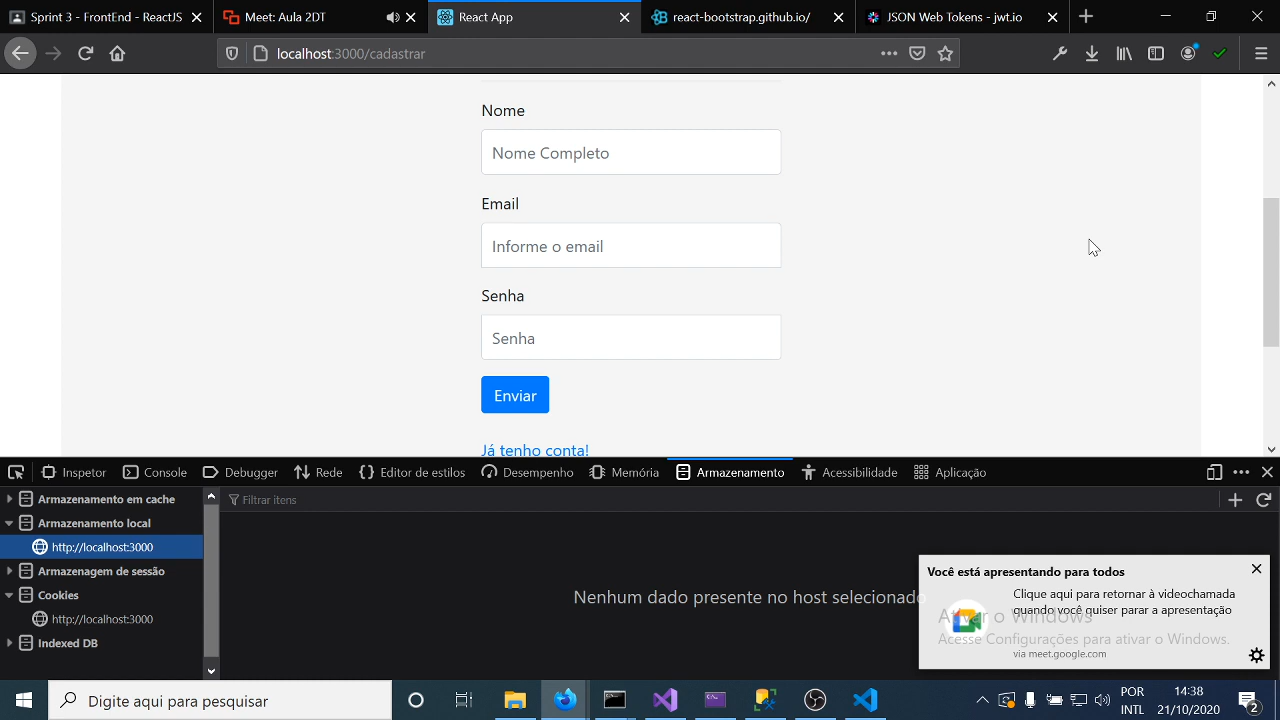 Sprint 3 - FrontEnd - ReactJS
Meet: Aula 2DT
React App
react-bootstrap.github.io/
JSON Web Tokens - jwt.io
localhost:3000/cadastrar
Nome
Nome Completo
Email
Informe o email
Senha
Senha
Enviar
Já tenho conta!
Inspetor
Console
Debugger
Rede
Editor de estilos
Desempenho
Memória
Armazenamento
Acessibilidade
Aplicação
Armazenamento em cache
Filtrar itens
Armazenamento local
http://localhost:3000
Armazenagem de sessão
Cookies
http://localhost:3000
Indexed DB
Nenhum dado presente no host selecionado
Você está apresentando para todos
Clique aqui para retornar à videochamada
quando você quiser parar a apresentação
via meet.google.com
Ativar o Windows
Acesse Configurações para ativar o Windows.
Digite aqui para pesquisar
POR
INTL
14:38
21/10/2020
2